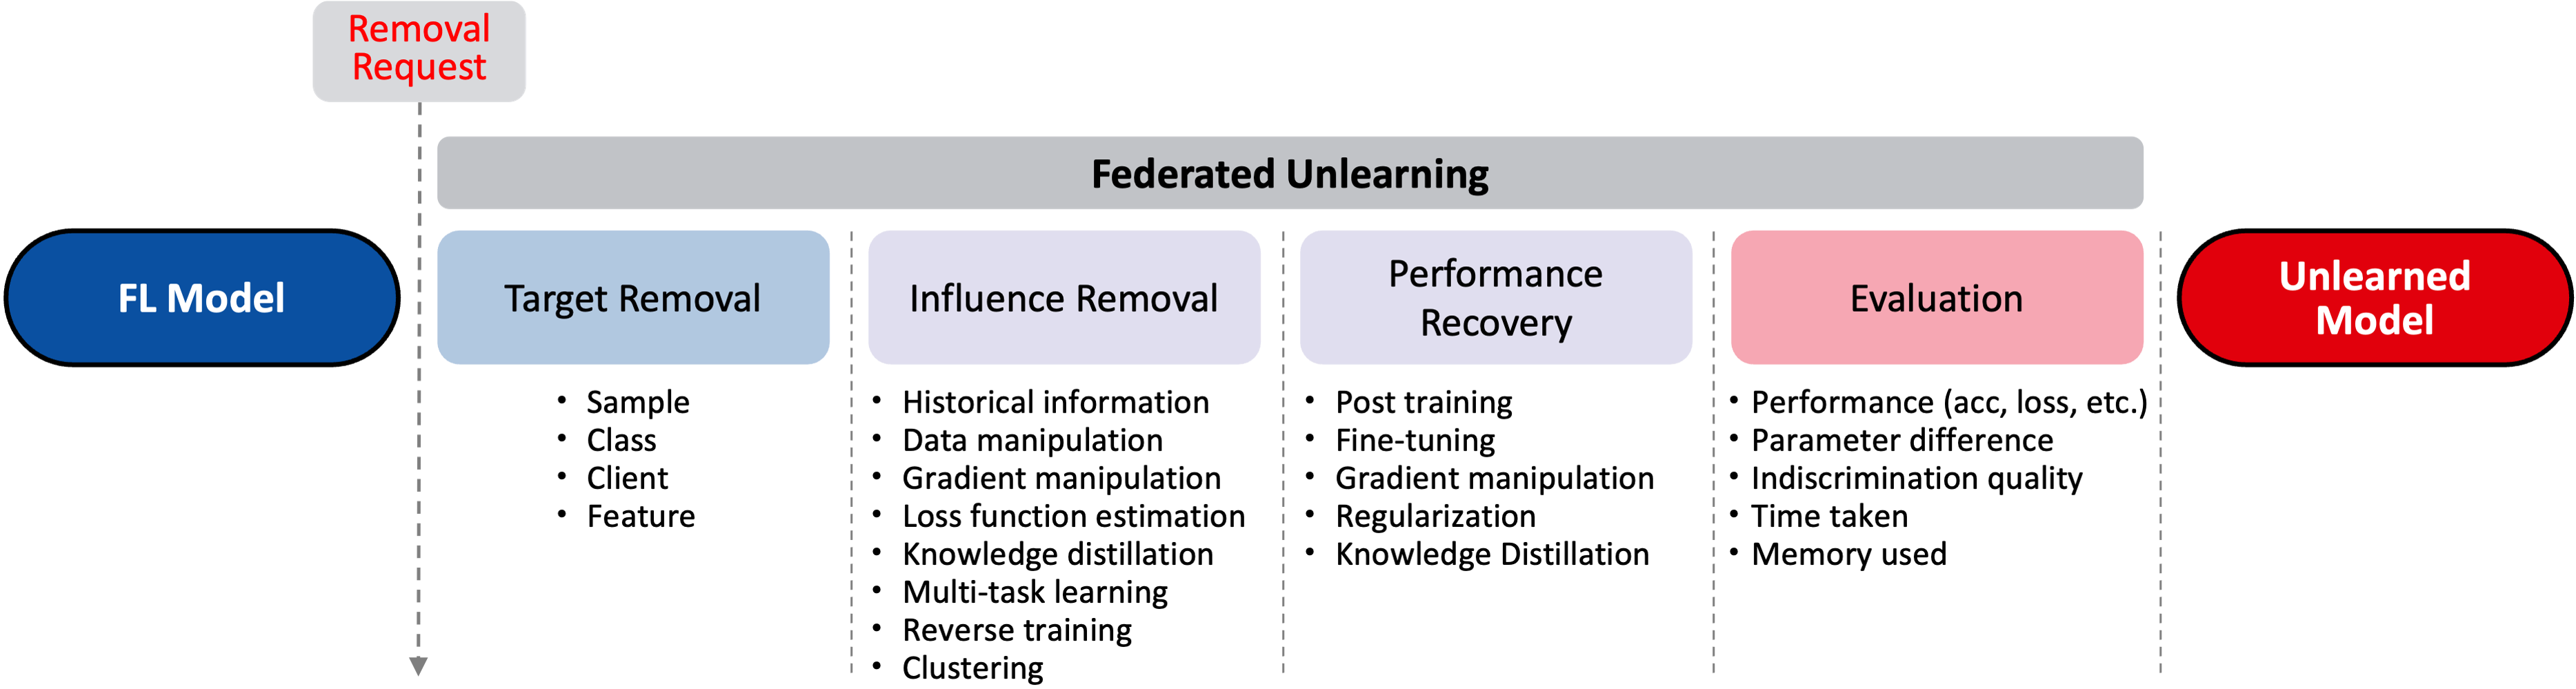 Removal
Request
Federated Unlearning
FL Model
Target Removal
• Sample
• Class
• Client
• Feature
Influence Removal
• Historical information
• Data manipulation
• Gradient manipulation
• Loss function estimation
• Knowledge distillation
• Multi-task learning
• Reverse training
• Clustering
Performance
Recovery
• Post training
• Fine-tuning
• Gradient manipulation
• Regularization
• Knowledge Distillation
Evaluation
• Performance (acc, loss, etc.)
• Parameter difference
• Indiscrimination quality
• Time taken
• Memory used
Unlearned
Model